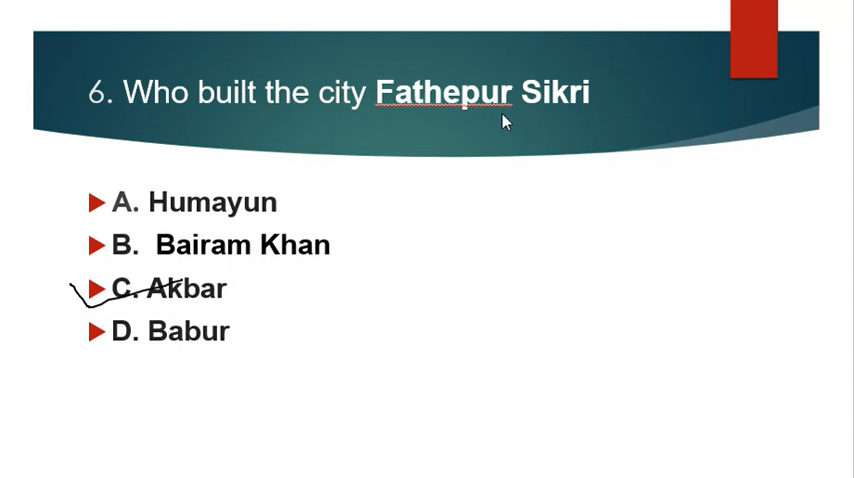 6. Who built the city Fathepur Sikri
A. Humayun
B. Bairam Khan
C. Akbar
D. Babur